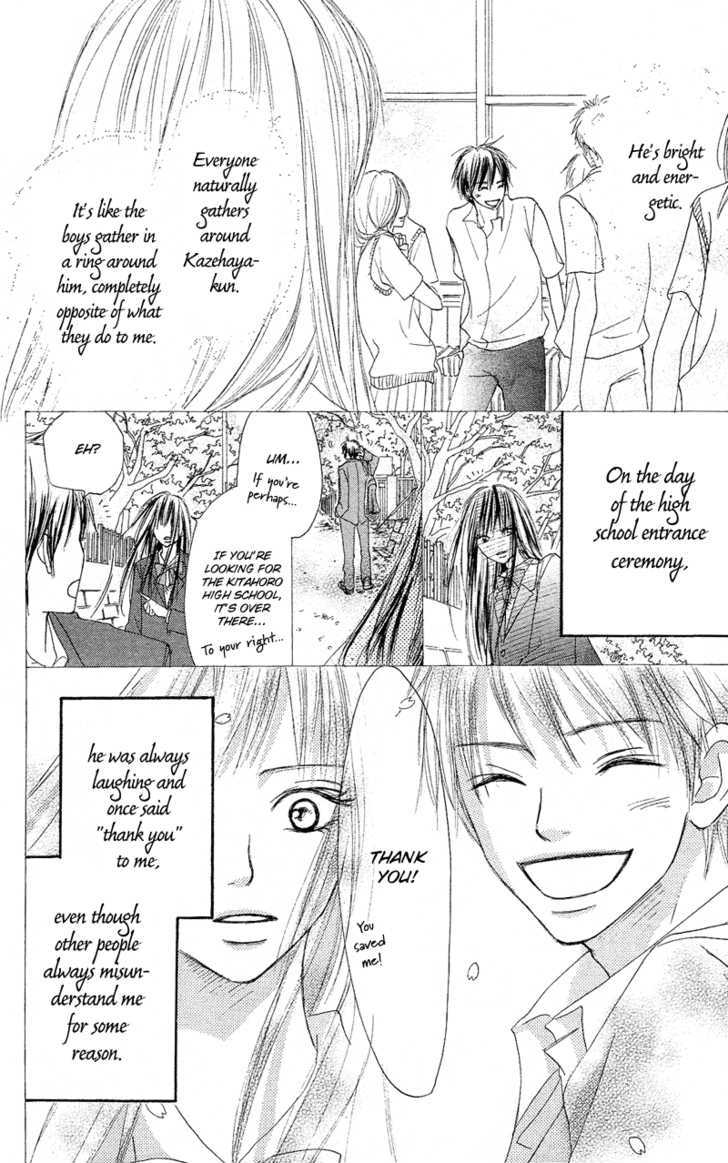 He's bright
and ener-
getic.
Everyone
naturally
gathers
around
Kazehaya-
kun.
It's like the
boys gather in
a ring around
him, completely
opposite of what
they do to me.
On the day
of the high
school entrance
ceremony,
UM...
If you're
perhaps...
IF YOU'RE
LOOKING FOR
THE KITAHORO
HIGH SCHOOL,
IT'S OVER
THERE...
To your right...
EH?
THANK
YOU!
You
saved
me!
he was always
laughing and
once said
"thank you"
to me,
even though
other people
always misun-
derstand me
for some
reason.